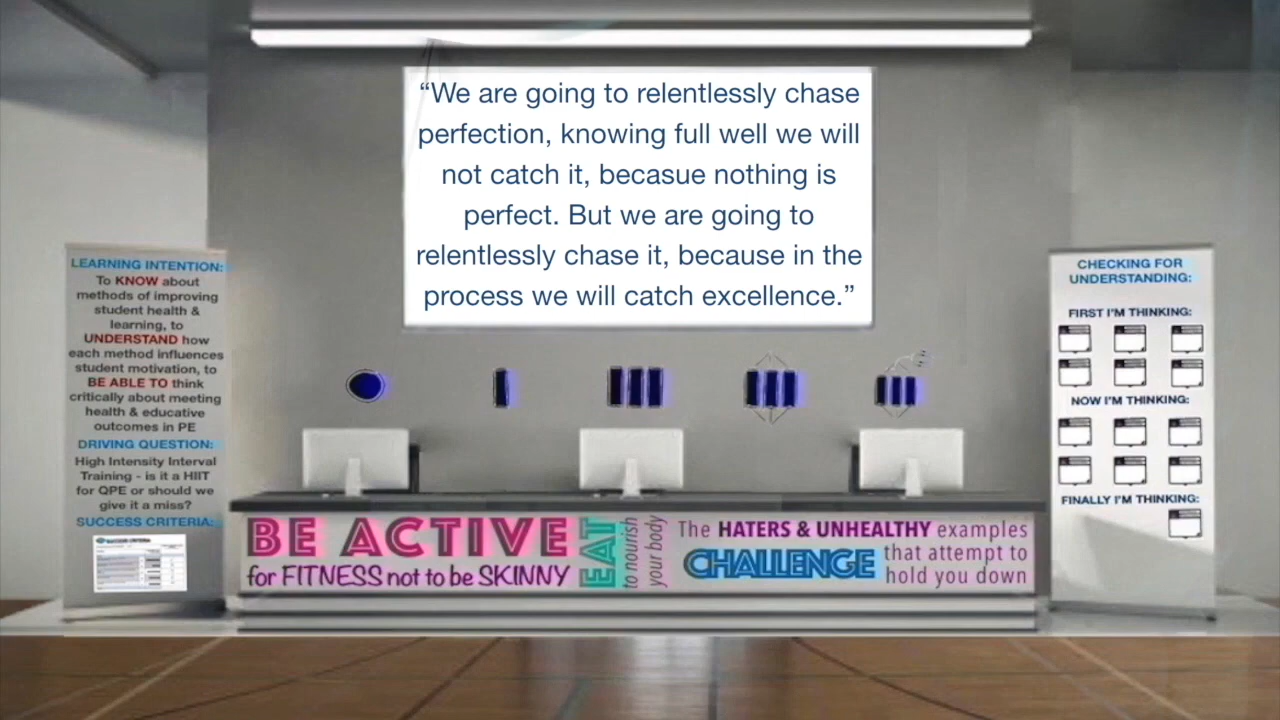 “We are going to relentlessly chase
perfection, knowing full well we will
not catch it, becasue nothing is
perfect. But we are going to
relentlessly chase it, because in the
process we will catch excellence.”
LEARNING INTENTION:
To KNOW about
methods of improving
student health &
learning, to
UNDERSTAND how
each method influences
student motivation, to
BE ABLE TO think
critically about meeting
health & educative
outcomes in PE
DRIVING QUESTION:
High Intensity Interval
Training - is it a HIIT
for QPE or should we
give it a miss?
SUCCESS CRITERIA:
SUCCESS CRITERIA
BE ACTIVE
for FITNESS not to be SKINNY
EAT
to nourish
your body
The HATERS & UNHEALTHY examples
CHALLENGE
that attempt to
hold you down
CHECKING FOR
UNDERSTANDING:
FIRST I'M THINKING:
NOW I'M THINKING:
FINALLY I'M THINKING: